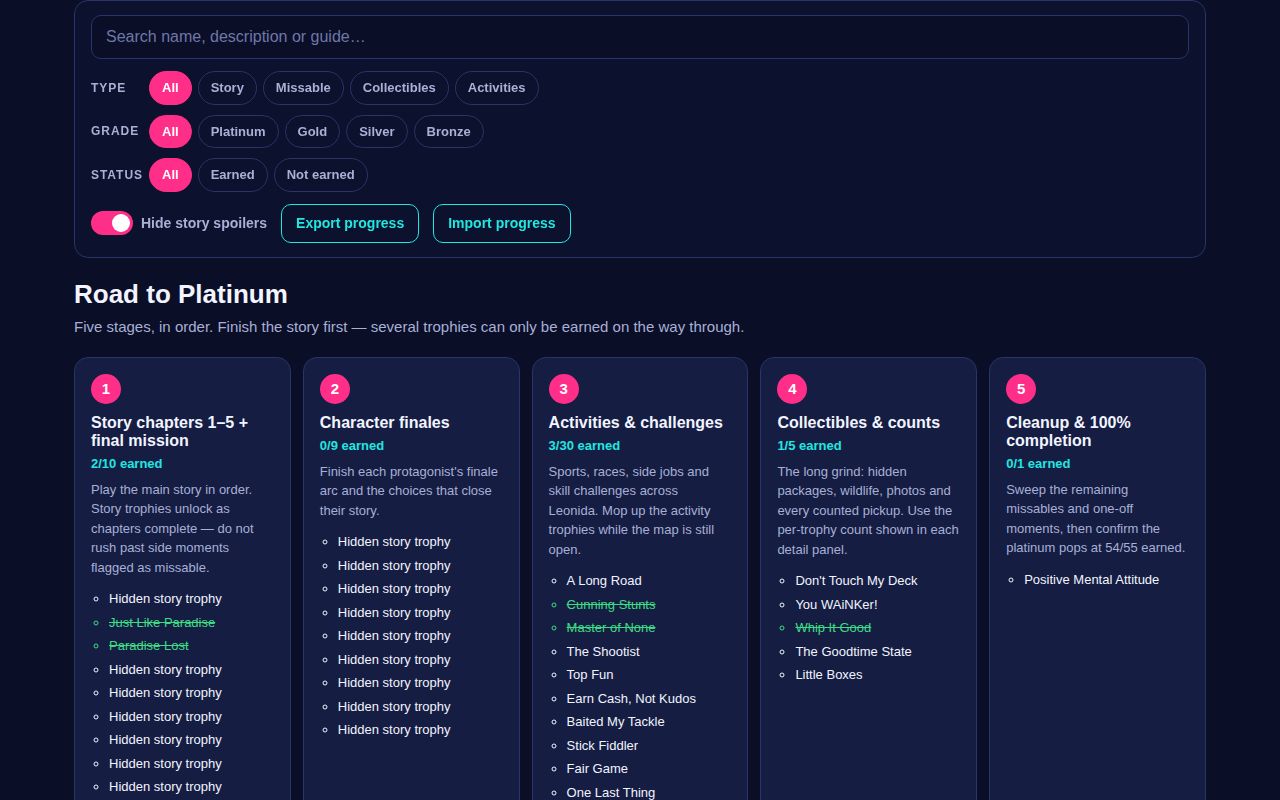 Search name, description or guide…
TYPE All Story Missable Collectibles Activities
GRADE All Platinum Gold Silver Bronze
STATUS All Earned Not earned
Hide story spoilers Export progress Import progress
Road to Platinum
Five stages, in order. Finish the story first — several trophies can only be earned on the way through.
1
Story chapters 1–5 +
final mission
2/10 earned
Play the main story in order.
Story trophies unlock as
chapters complete — do not
rush past side moments
flagged as missable.
Hidden story trophy
Just Like Paradise
Paradise Lost
Hidden story trophy
Hidden story trophy
Hidden story trophy
Hidden story trophy
Hidden story trophy
Hidden story trophy
2
Character finales
0/9 earned
Finish each protagonist's finale
arc and the choices that close
their story.
Hidden story trophy
Hidden story trophy
Hidden story trophy
Hidden story trophy
Hidden story trophy
Hidden story trophy
Hidden story trophy
Hidden story trophy
Hidden story trophy
3
Activities & challenges
3/30 earned
Sports, races, side jobs and
skill challenges across
Leonida. Mop up the activity
trophies while the map is still
open.
A Long Road
Cunning Stunts
Master of None
The Shootist
Top Fun
Earn Cash, Not Kudos
Baited My Tackle
Stick Fiddler
Fair Game
One Last Thing
4
Collectibles & counts
1/5 earned
The long grind: hidden
packages, wildlife, photos and
every counted pickup. Use the
per-trophy count shown in each
detail panel.
Don't Touch My Deck
You WAiNKer!
Whip It Good
The Goodtime State
Little Boxes
5
Cleanup & 100%
completion
0/1 earned
Sweep the remaining
missables and one-off
moments, then confirm the
platinum pops at 54/55 earned.
Positive Mental Attitude